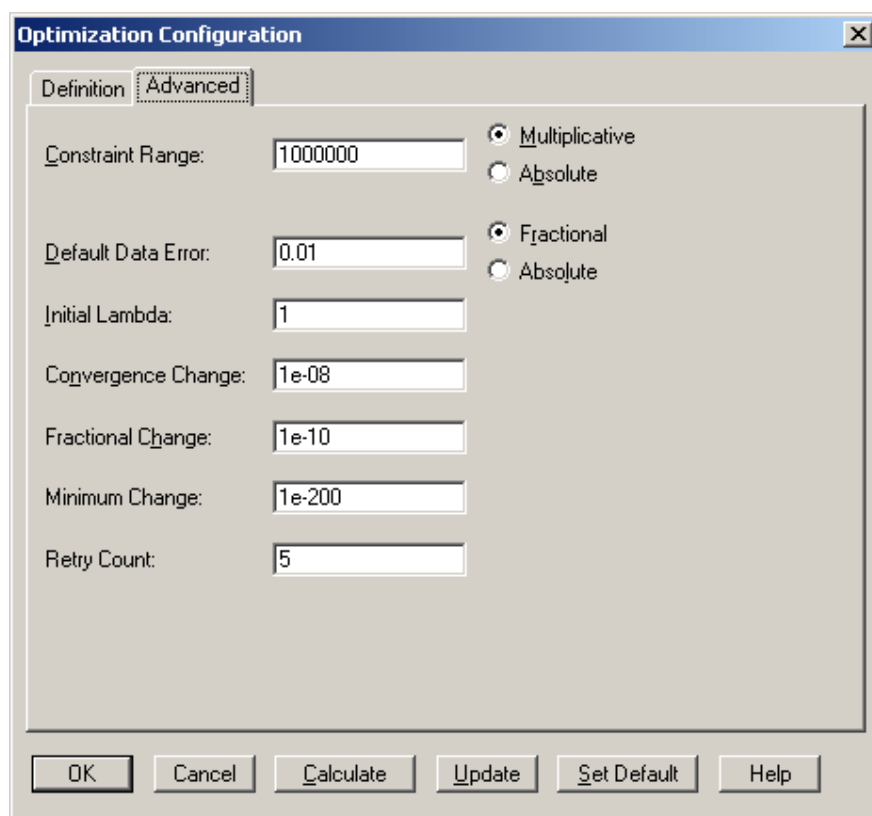 Optimization Configuration
Definition Advanced
Constraint Range: 1000000 Multiplicative
Absolute
Default Data Error: 0.01 Fractional
Absolute
Initial Lambda: 1
Convergence Change: 1e-08
Fractional Change: 1e-10
Minimum Change: 1e-200
Retry Count: 5
OK Cancel Calculate Update Set Default Help